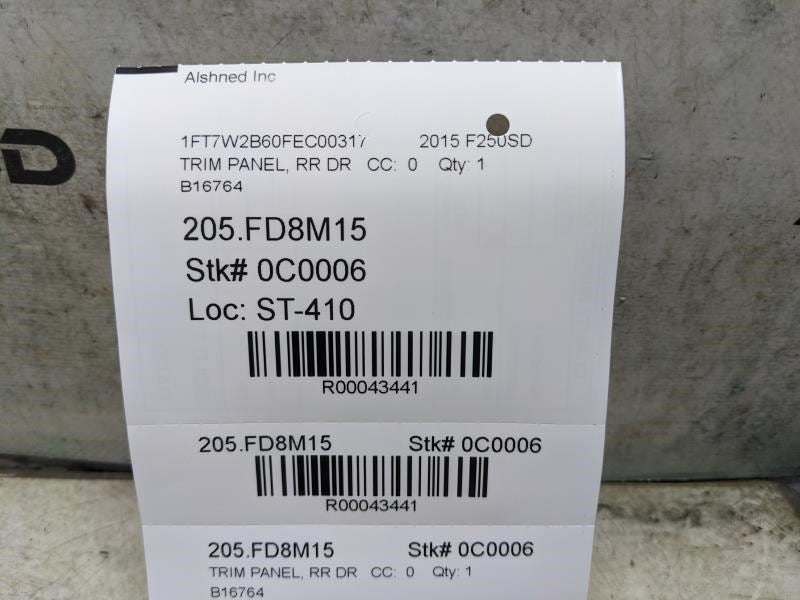 Alshned Inc
1FT7W2B60FEC00317 2015 F250SD
TRIM PANEL, RR DR CC: 0 Qty: 1
B16764
205.FD8M15
Stk# 0C0006
Loc: ST-410
R00043441
205.FD8M15 Stk# 0C0006
R00043441
205.FD8M15 Stk# 0C0006
TRIM PANEL, RR DR CC: 0 Qty: 1
B16764